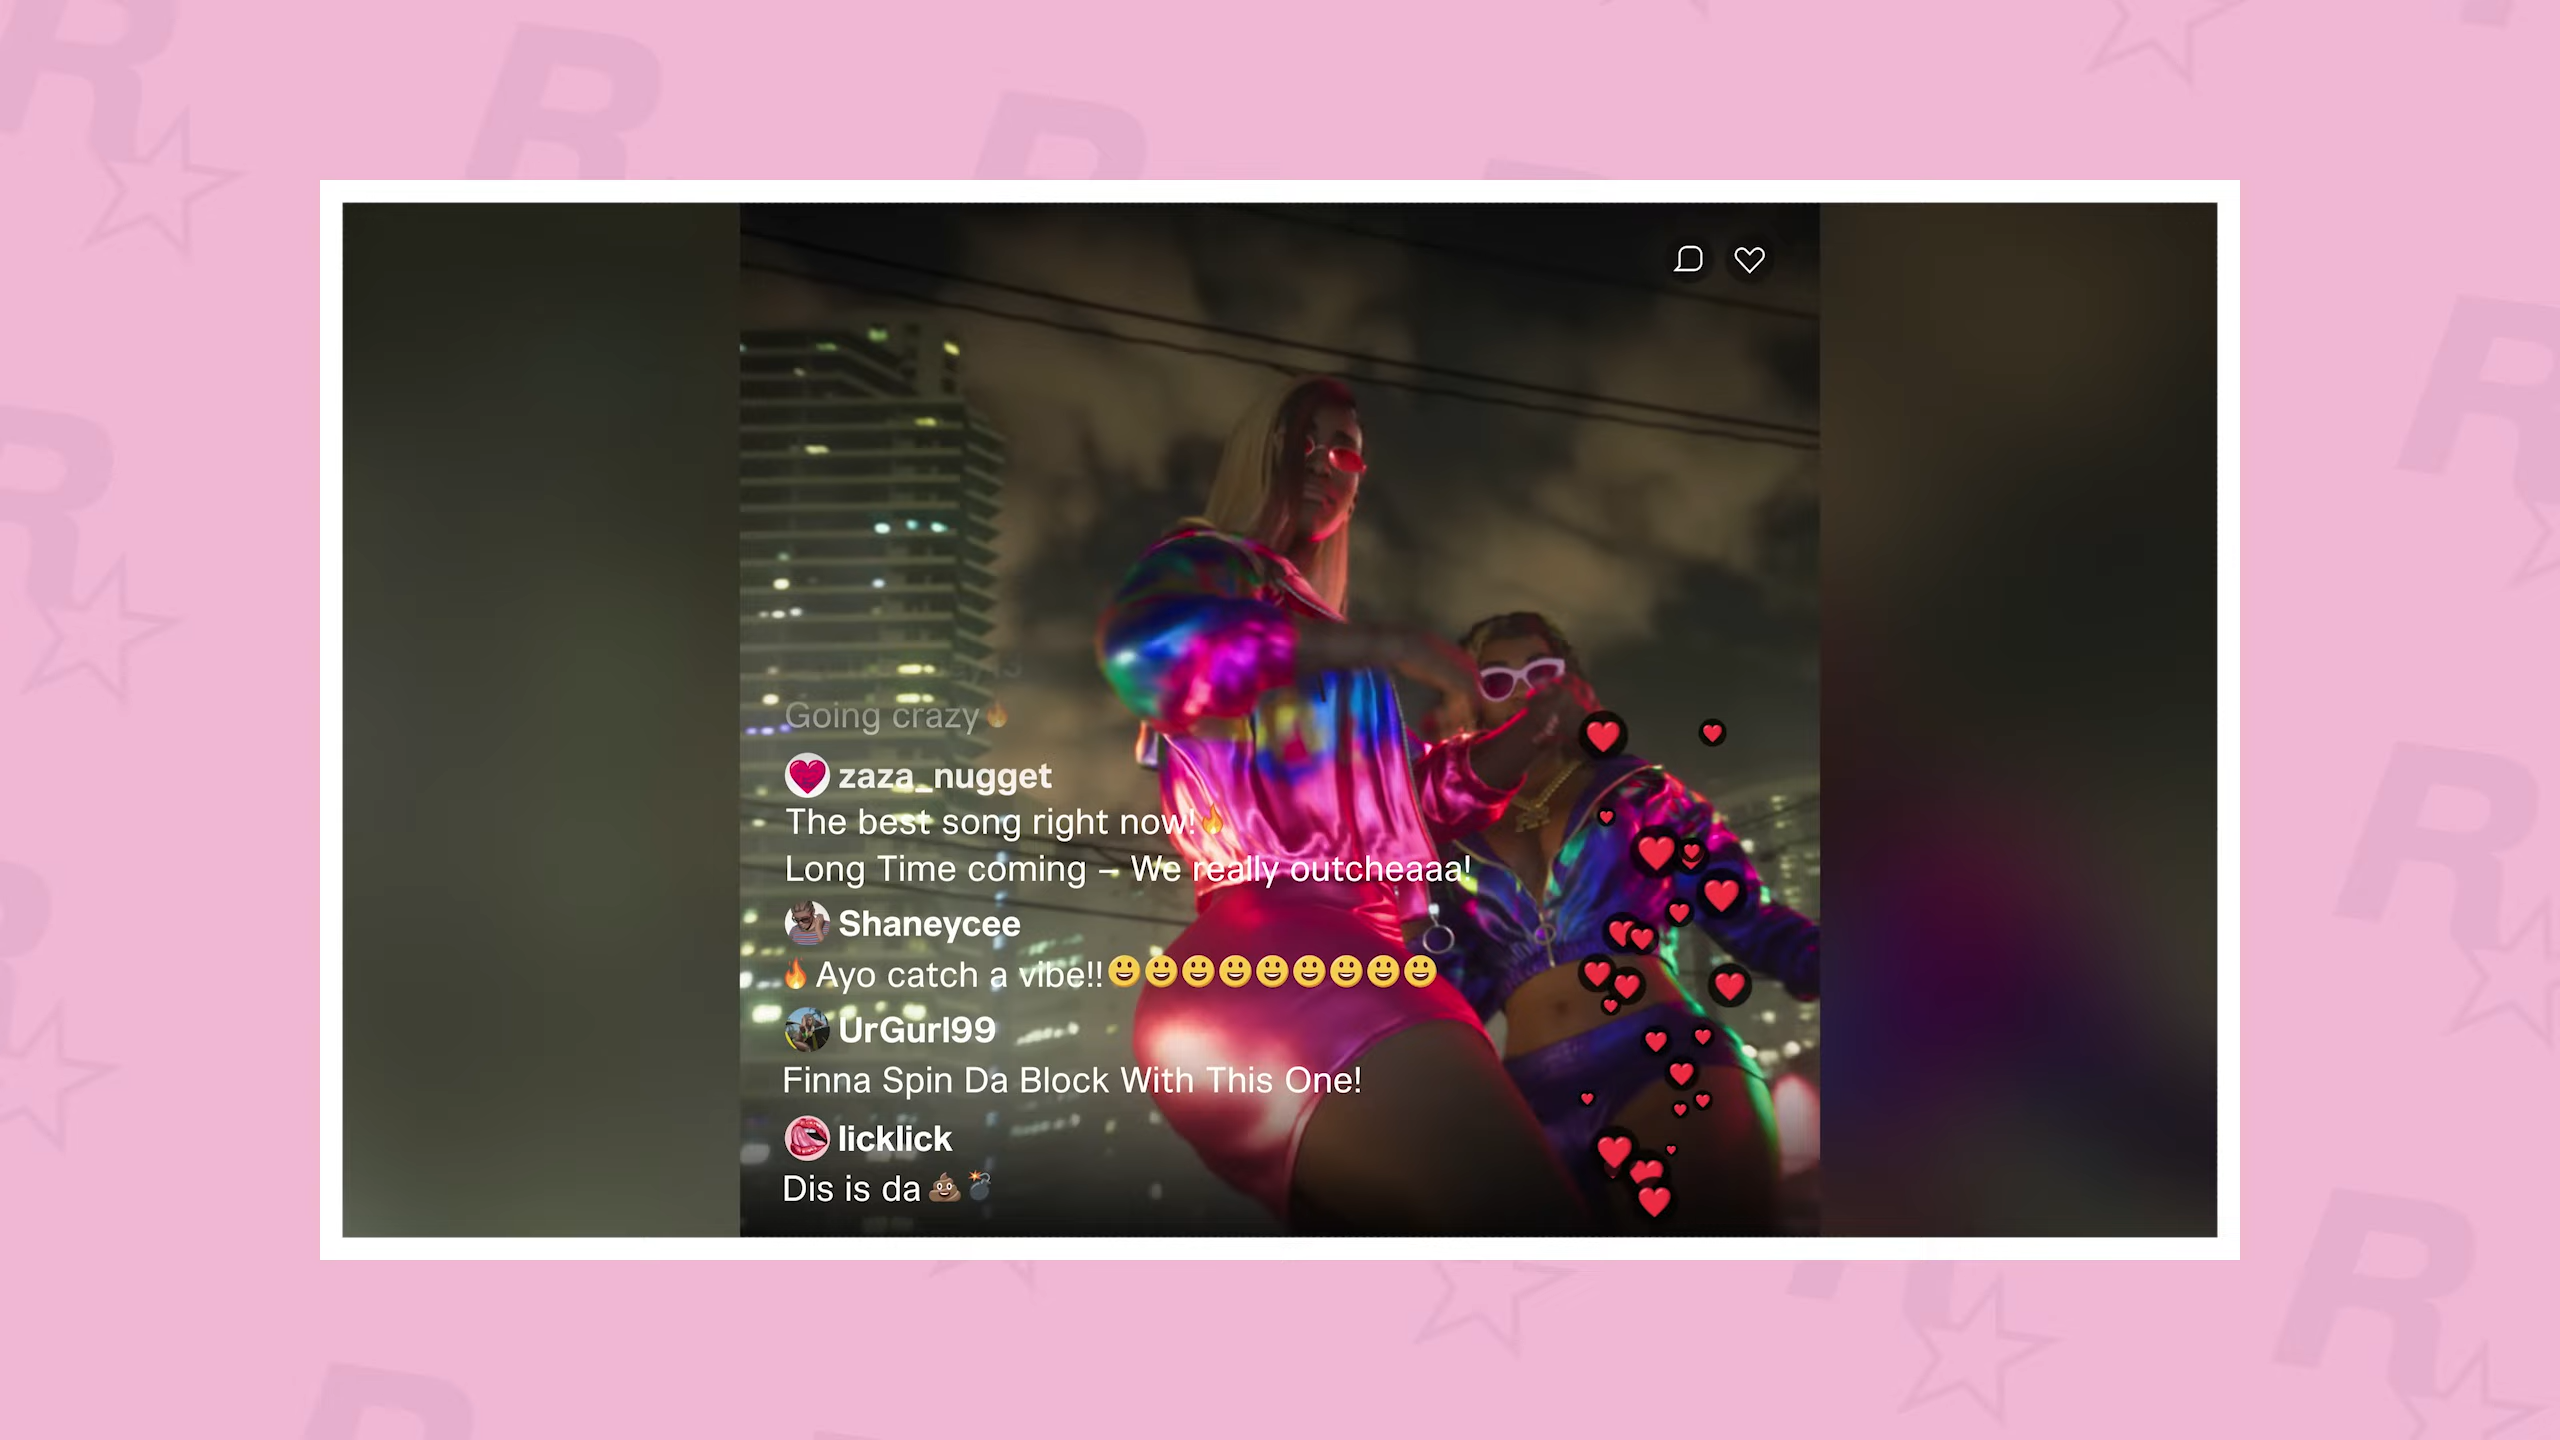 Going crazy🔥
zaza_nugget
The best song right now!🔥
Long Time coming – We really outcheaaa!
Shaneycee
🔥Ayo catch a vibe!!😀😀😀😀😀😀😀😀😀
UrGurl99
Finna Spin Da Block With This One!
licklick
Dis is da💩💣